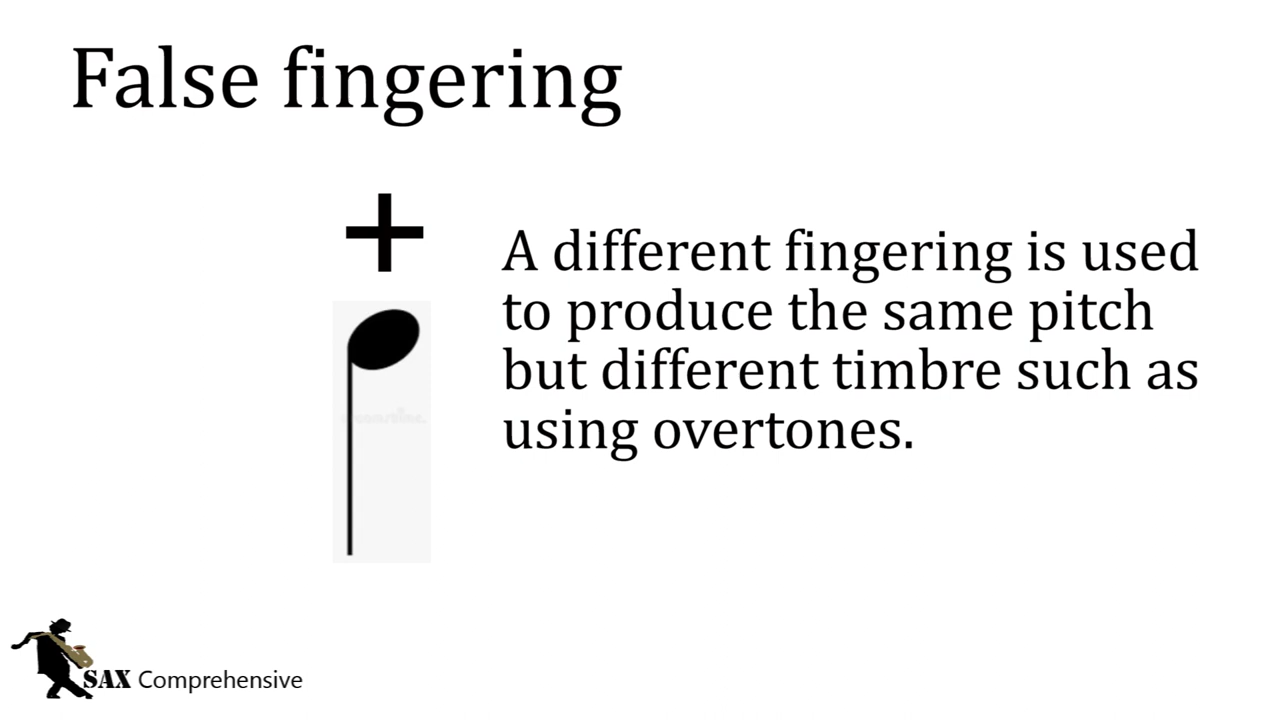 False fingering
+
A different fingering is used
to produce the same pitch
but different timbre such as
using overtones.
SAX Comprehensive